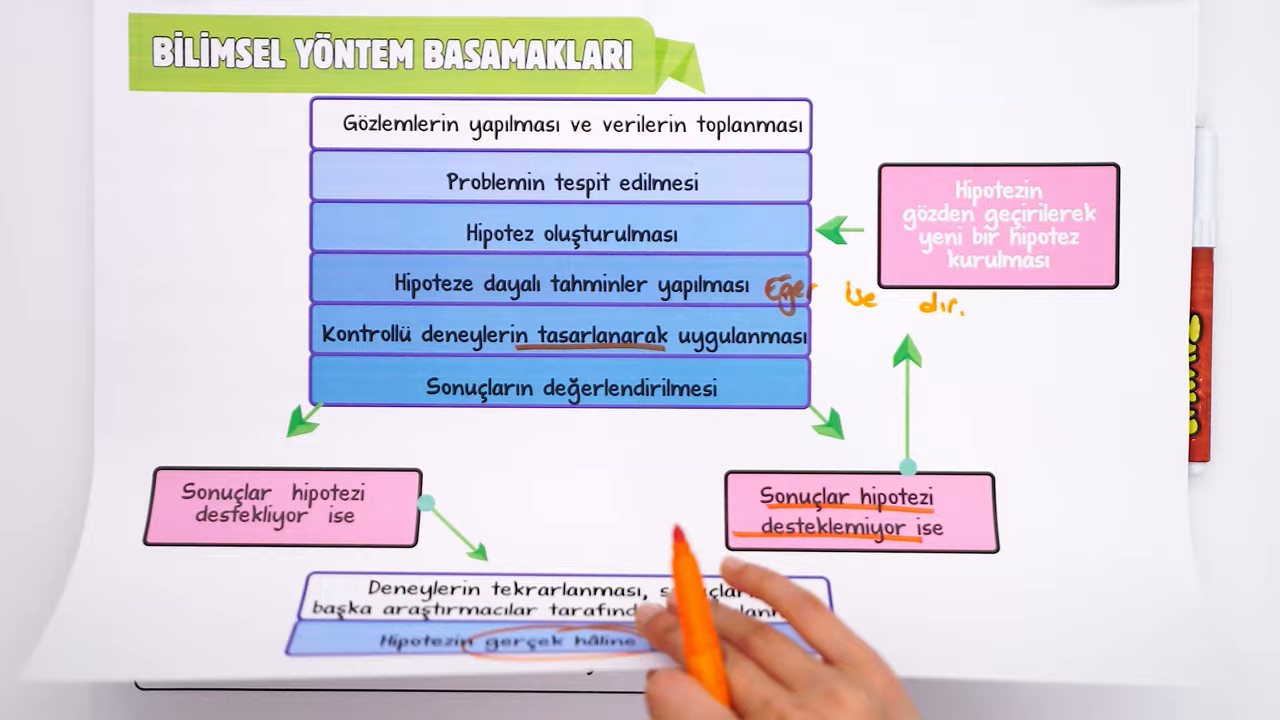 BİLİMSEL YÖNTEM BASAMAKLARI
Gözlemlerin yapılması ve verilerin toplanması
Problemin tespit edilmesi
Hipotez oluşturulması
Hipoteze dayalı tahminler yapılması Eğer ise dır.
Kontrollü deneylerin tasarlanarak uygulanması
Sonuçların değerlendirilmesi
Hipotezin
gözden geçirilerek
yeni bir hipotez
kurulması
Sonuçlar hipotezi
destekliyor ise
Sonuçlar hipotezi
desteklemiyor ise
Deneylerin tekrarlanması,
başka araştırmacılar
Hipotezin gerçek hâline